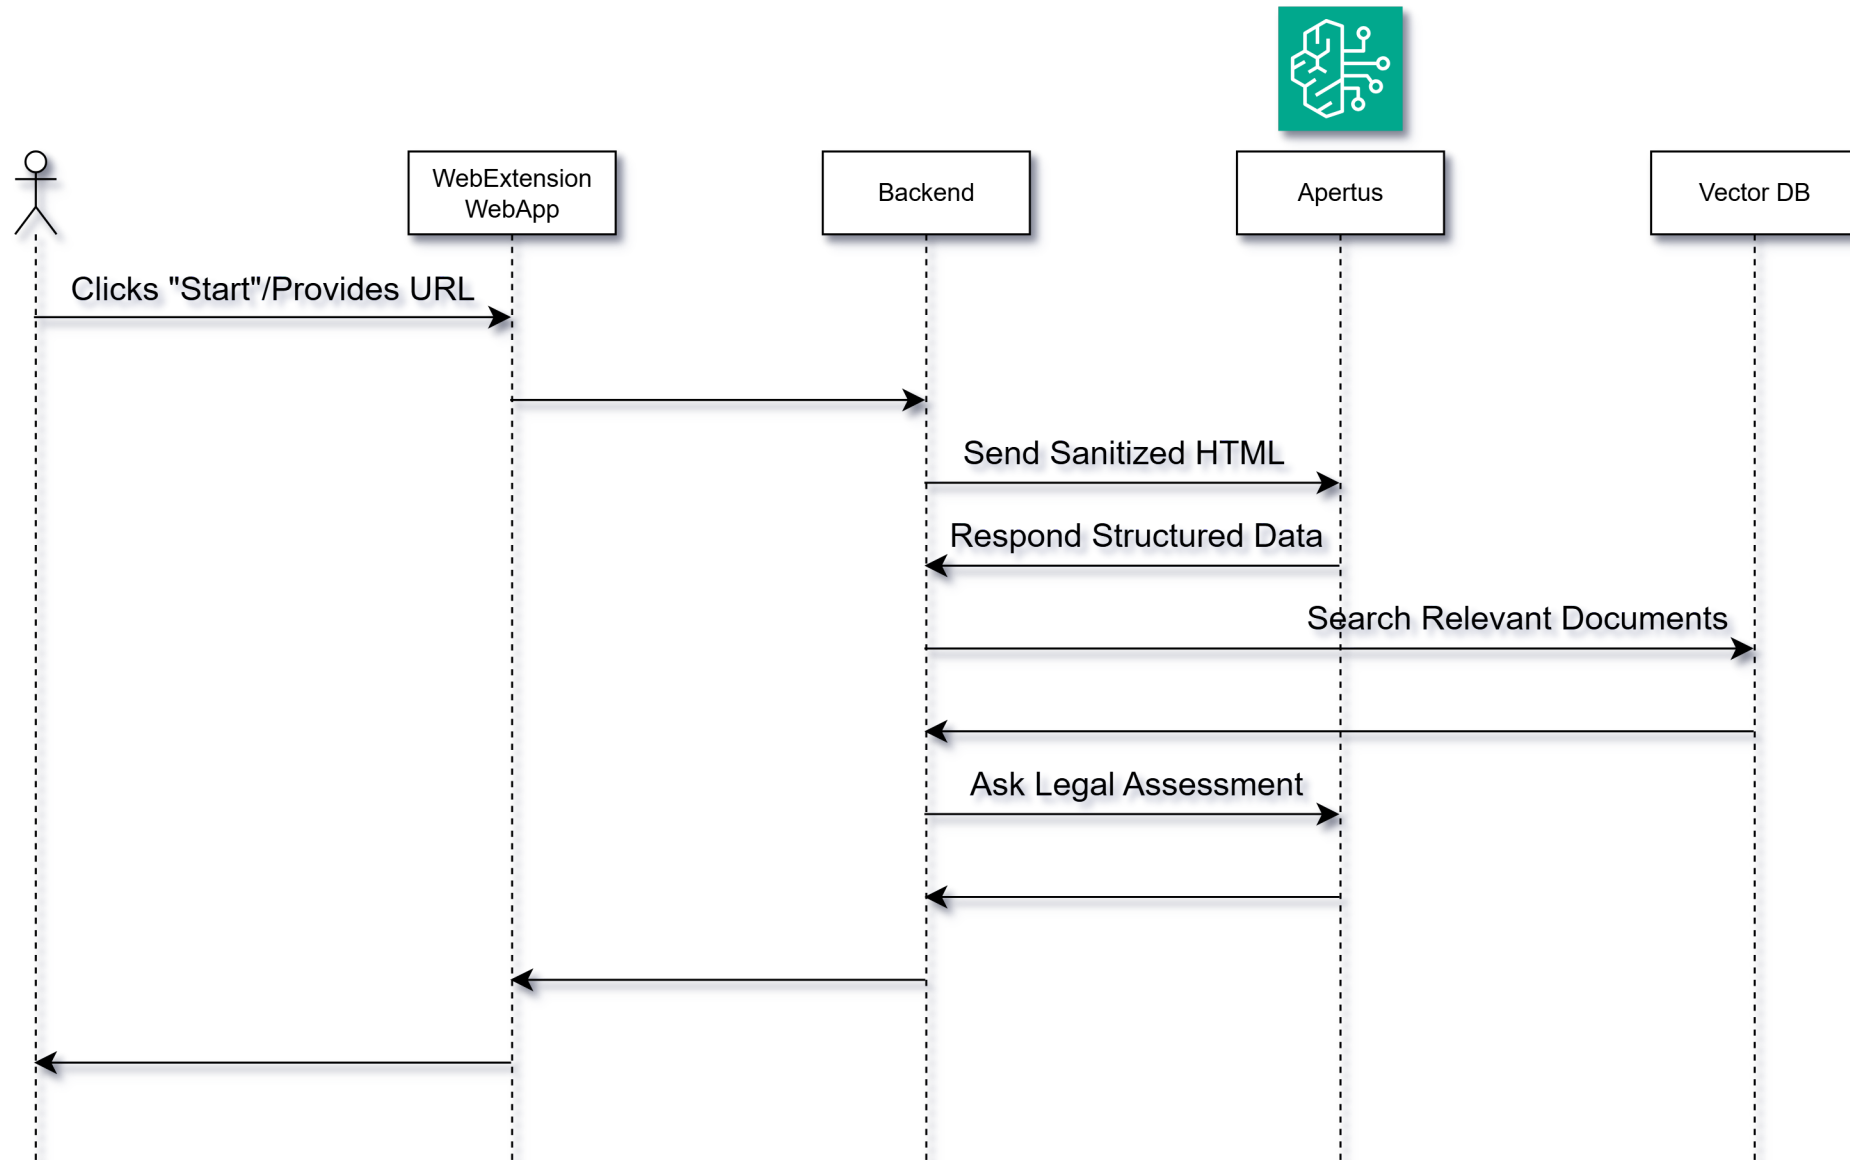 WebExtension
WebApp
Backend
Apertus
Vector DB
Clicks "Start"/Provides URL
Send Sanitized HTML
Respond Structured Data
Search Relevant Documents
Ask Legal Assessment